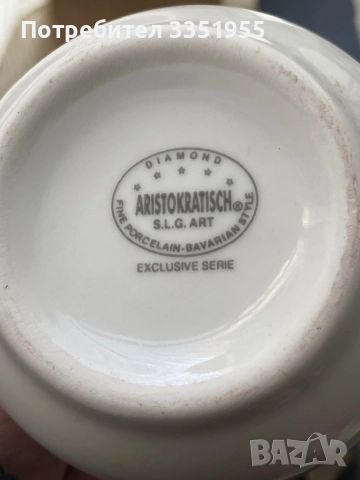 Потребител 3351955
DIAMOND
ARISTOKRATISCH®
S.L.G. ART
FINE PORCELAIN-BAVARIAN STYLE
EXCLUSIVE SERIE
BAZAR